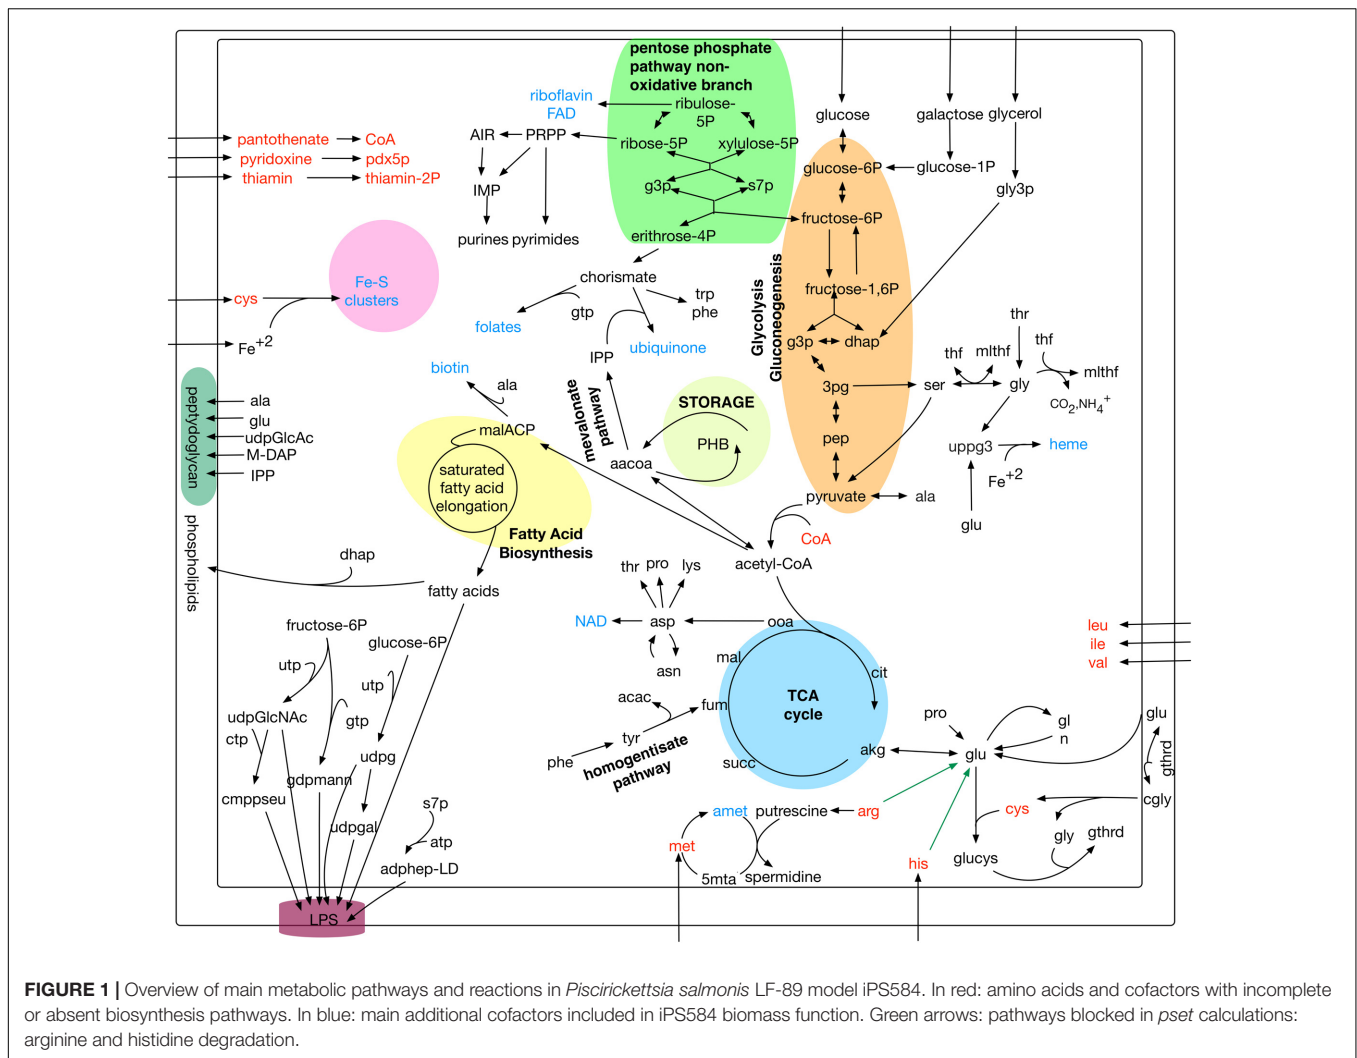 pentose phosphate
pathway non-
oxidative branch
riboflavin
FAD
ribulose-
5P
AIR
PRPP
ribose-5P
xylulose-5P
IMP
g3p
s7p
purines
pyrimides
erithrose-4P
glucose
galactose
glycerol
glucose-6P
glucose-1P
gly3p
fructose-6P
fructose-1,6P
Glycolysis
Gluconeogenesis
g3p
dhap
3pg
pep
pyruvate
ala
pantothenate
CoA
pyridoxine
pdx5p
thiamin
thiamin-2P
Fe-S
clusters
cys
Fe+2
chorismate
gtp
trp
phe
folates
IPP
ubiquinone
biotin
ala
mevalonate
pathway
STORAGE
PHB
aacoa
malACP
saturated
fatty acid
elongation
Fatty Acid
Biosynthesis
peptydoglycan
ala
glu
udpGlcAc
M-DAP
IPP
phospholipids
dhap
fatty acids
thr
thf
mlthf
thf
mlthf
ser
gly
CO2,NH4+
uppg3
heme
Fe+2
glu
CoA
acetyl-CoA
thr
pro
lys
NAD
asp
ooa
asn
mal
cit
TCA
cycle
fum
acac
tyr
phe
homogentisate
pathway
succ
akg
leu
ile
val
fructose-6P
glucose-6P
utp
utp
udpGlcNAc
gtp
ctp
udpg
gdpmann
cmppseu
udpgal
s7p
atp
adphep-LD
LPS
pro
gl
n
glu
glu
gthrd
cgly
cys
gly
gthrd
glucys
amet
putrescine
arg
met
5mta
spermidine
his
FIGURE 1 | Overview of main metabolic pathways and reactions in Piscirickettsia salmonis LF-89 model iPS584. In red: amino acids and cofactors with incomplete
or absent biosynthesis pathways. In blue: main additional cofactors included in iPS584 biomass function. Green arrows: pathways blocked in pset calculations:
arginine and histidine degradation.